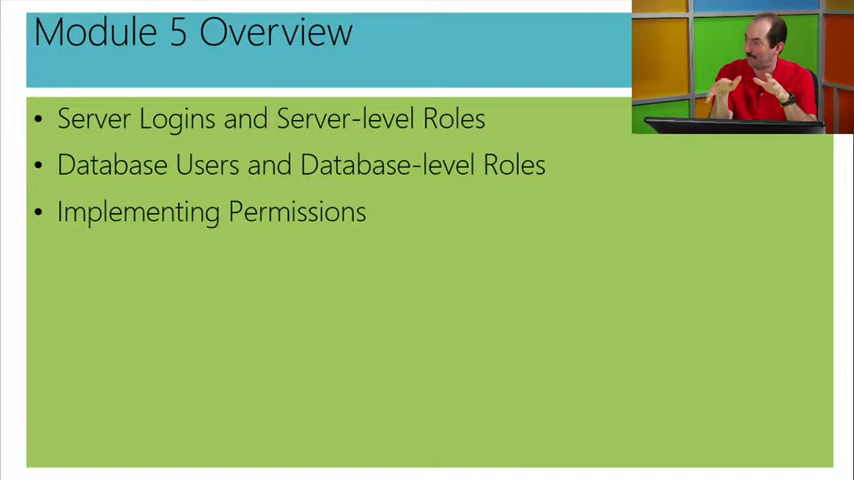 Module 5 Overview
• Server Logins and Server-level Roles
• Database Users and Database-level Roles
• Implementing Permissions